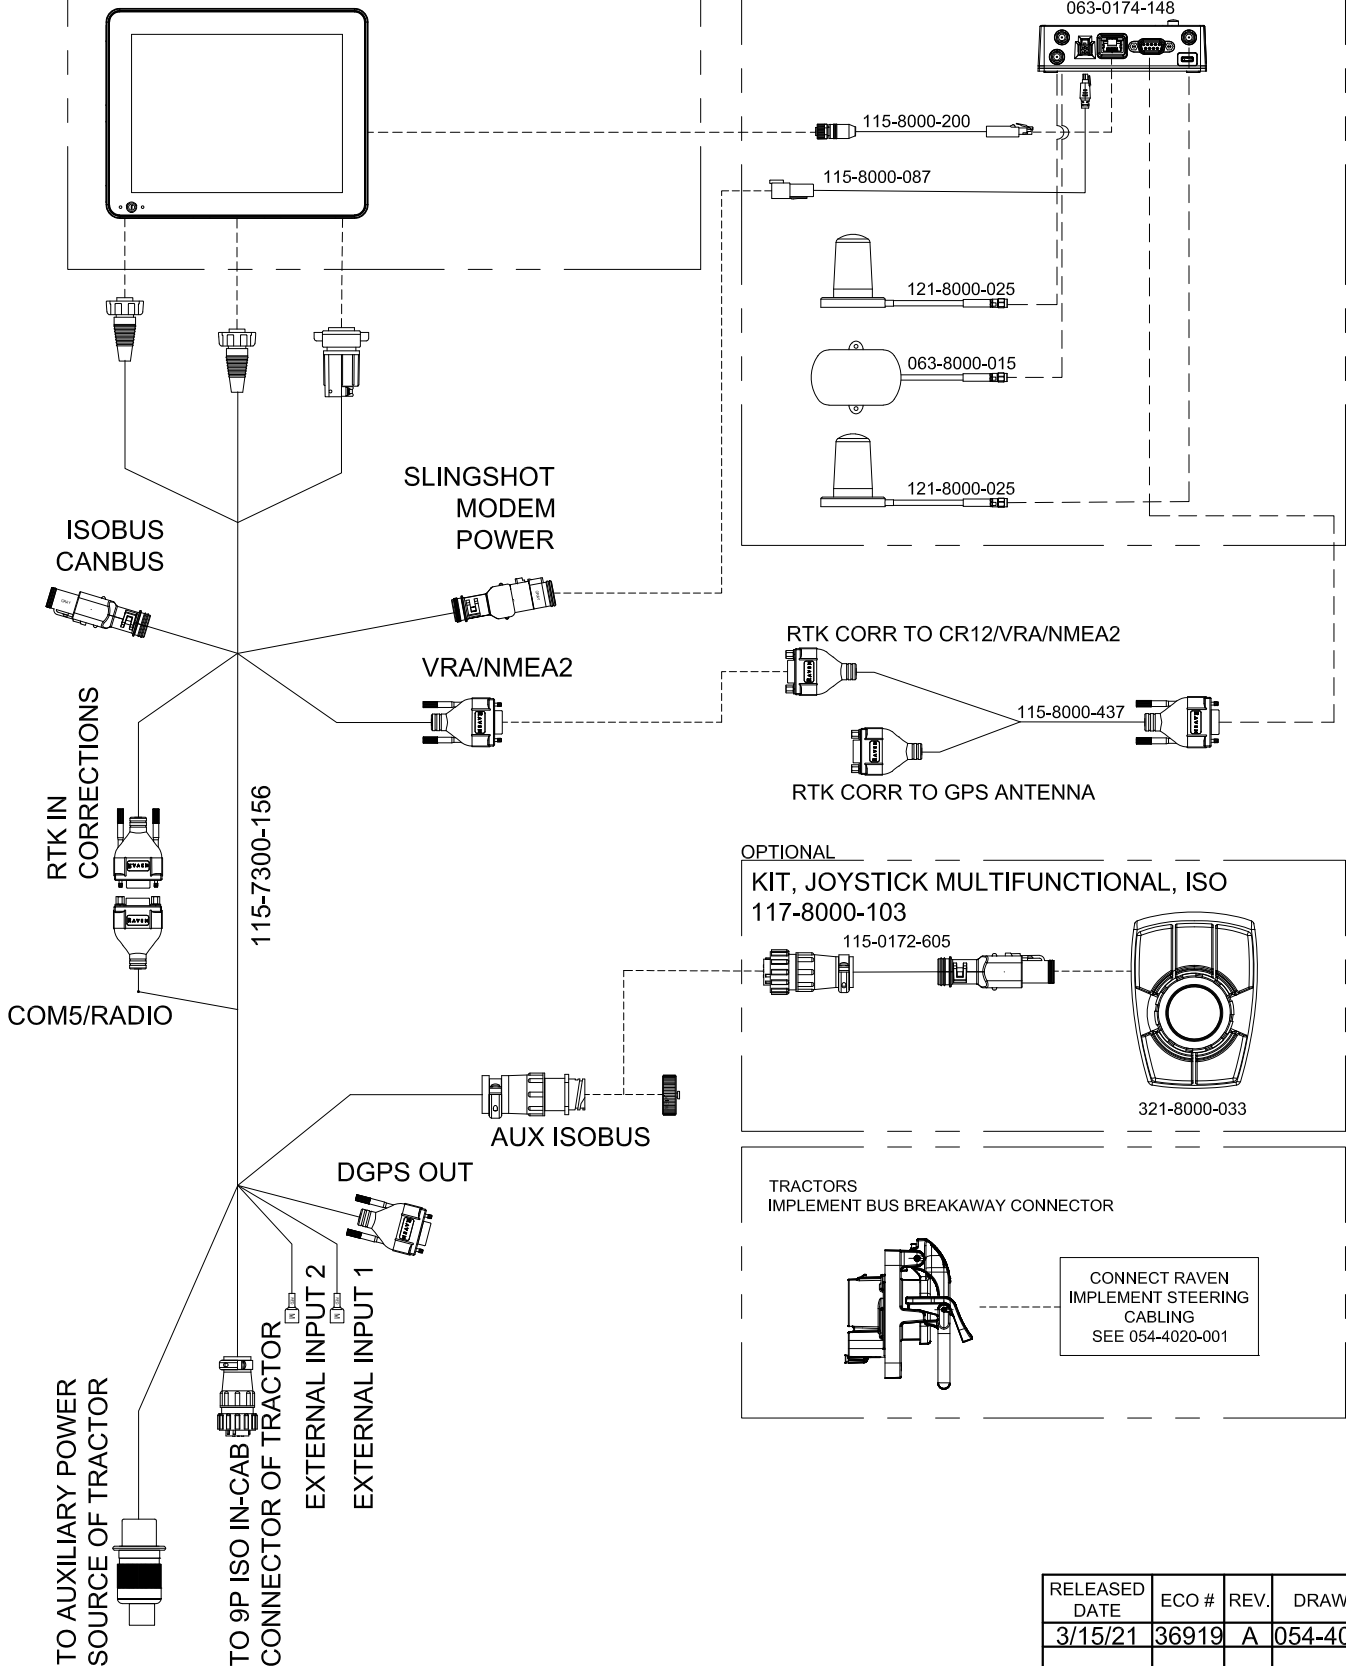 063-0174-148
115-8000-200
115-8000-087
121-8000-025
063-8000-015
121-8000-025
SLINGSHOT
MODEM
POWER
ISOBUS
CANBUS
VRA/NMEA2
RTK CORR TO CR12/VRA/NMEA2
115-8000-437
RTK CORR TO GPS ANTENNA
RTK IN
CORRECTIONS
115-7300-156
COM5/RADIO
OPTIONAL
KIT, JOYSTICK MULTIFUNCTIONAL, ISO
117-8000-103
115-0172-605
321-8000-033
AUX ISOBUS
DGPS OUT
TRACTORS
IMPLEMENT BUS BREAKAWAY CONNECTOR
CONNECT RAVEN
IMPLEMENT STEERING
CABLING
SEE 054-4020-001
EXTERNAL INPUT 2
EXTERNAL INPUT 1
TO AUXILIARY POWER
SOURCE OF TRACTOR
TO 9P ISO IN-CAB
CONNECTOR OF TRACTOR
RELEASED
DATE
ECO #
REV.
DRAW
3/15/21
36919
A
054-40